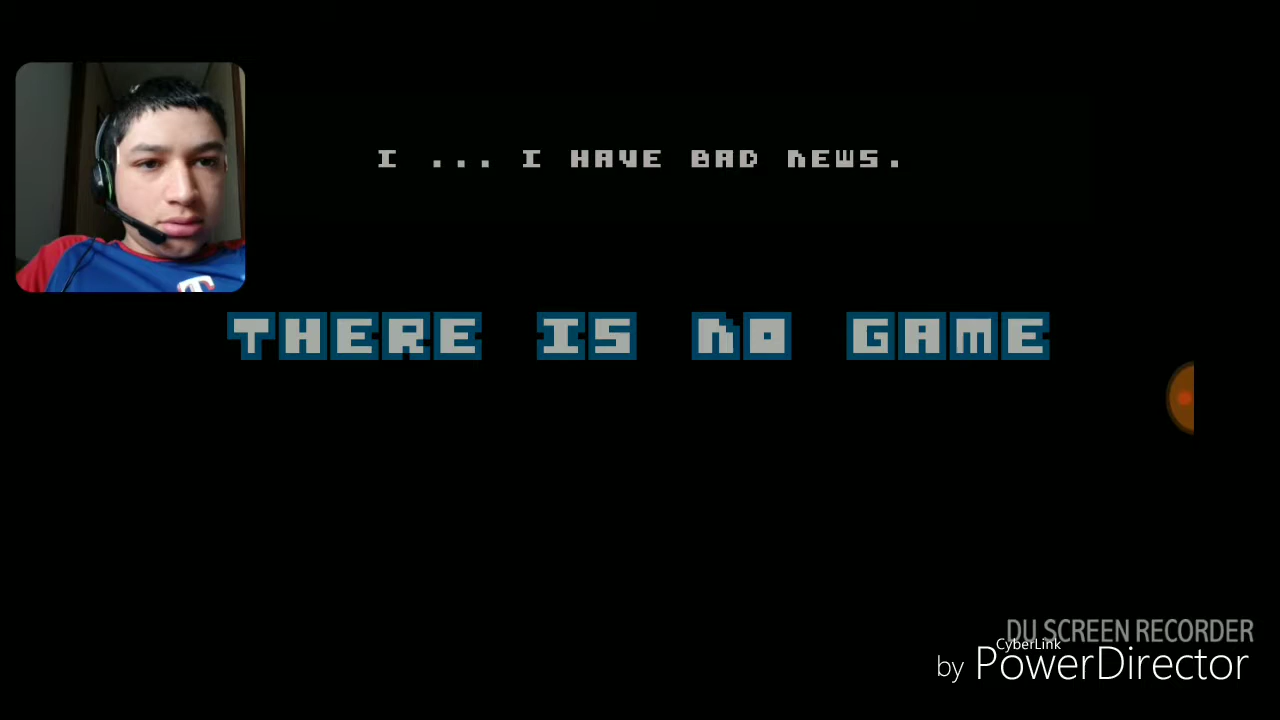 I ... I HAVE BAD NEWS.
THERE IS NO GAME
T
DU SCREEN RECORDER
CyberLink
by PowerDirector